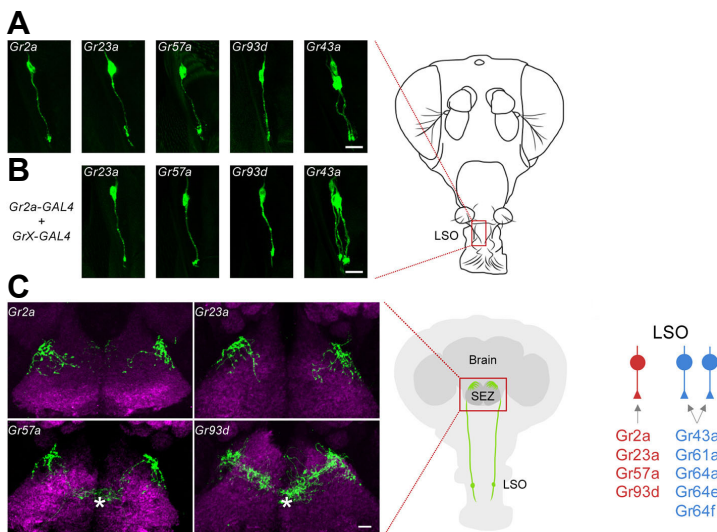 A
Gr2a
Gr23a
Gr57a
Gr93d
Gr43a
B
Gr2a-GAL4
+
GrX-GAL4
Gr23a
Gr57a
Gr93d
Gr43a
LSO
C
Gr2a
Gr23a
Gr57a
*
Gr93d
*
Brain
SEZ
LSO
LSO
Gr2a
Gr23a
Gr57a
Gr93d
Gr43a
Gr61a
Gr64a
Gr64e
Gr64f